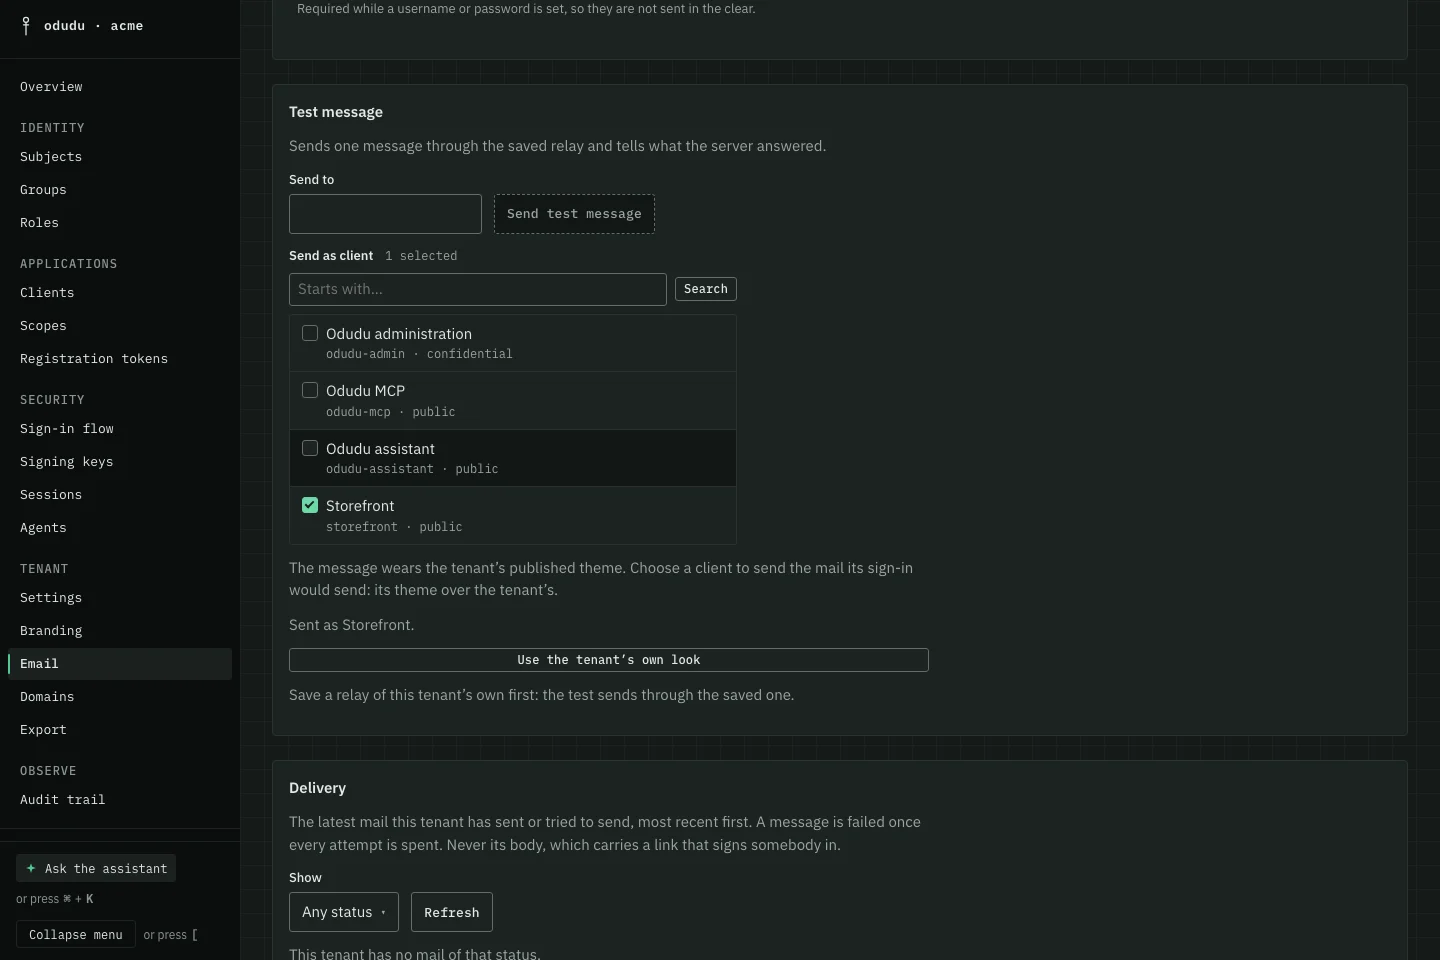 odudu · acme
Overview
IDENTITY
Subjects
Groups
Roles
APPLICATIONS
Clients
Scopes
Registration tokens
SECURITY
Sign-in flow
Signing keys
Sessions
Agents
TENANT
Settings
Branding
Email
Domains
Export
OBSERVE
Audit trail
Ask the assistant
or press ⌘ + K
Collapse menu or press [
Required while a username or password is set, so they are not sent in the clear.
Test message
Sends one message through the saved relay and tells what the server answered.
Send to
Send test message
Send as client 1 selected
Starts with...
Search
Odudu administration
odudu-admin · confidential
Odudu MCP
odudu-mcp · public
Odudu assistant
odudu-assistant · public
Storefront
storefront · public
The message wears the tenant’s published theme. Choose a client to send the mail its sign-in
would send: its theme over the tenant’s.
Sent as Storefront.
Use the tenant’s own look
Save a relay of this tenant’s own first: the test sends through the saved one.
Delivery
The latest mail this tenant has sent or tried to send, most recent first. A message is failed once
every attempt is spent. Never its body, which carries a link that signs somebody in.
Show
Any status
Refresh
This tenant has no mail of that status.